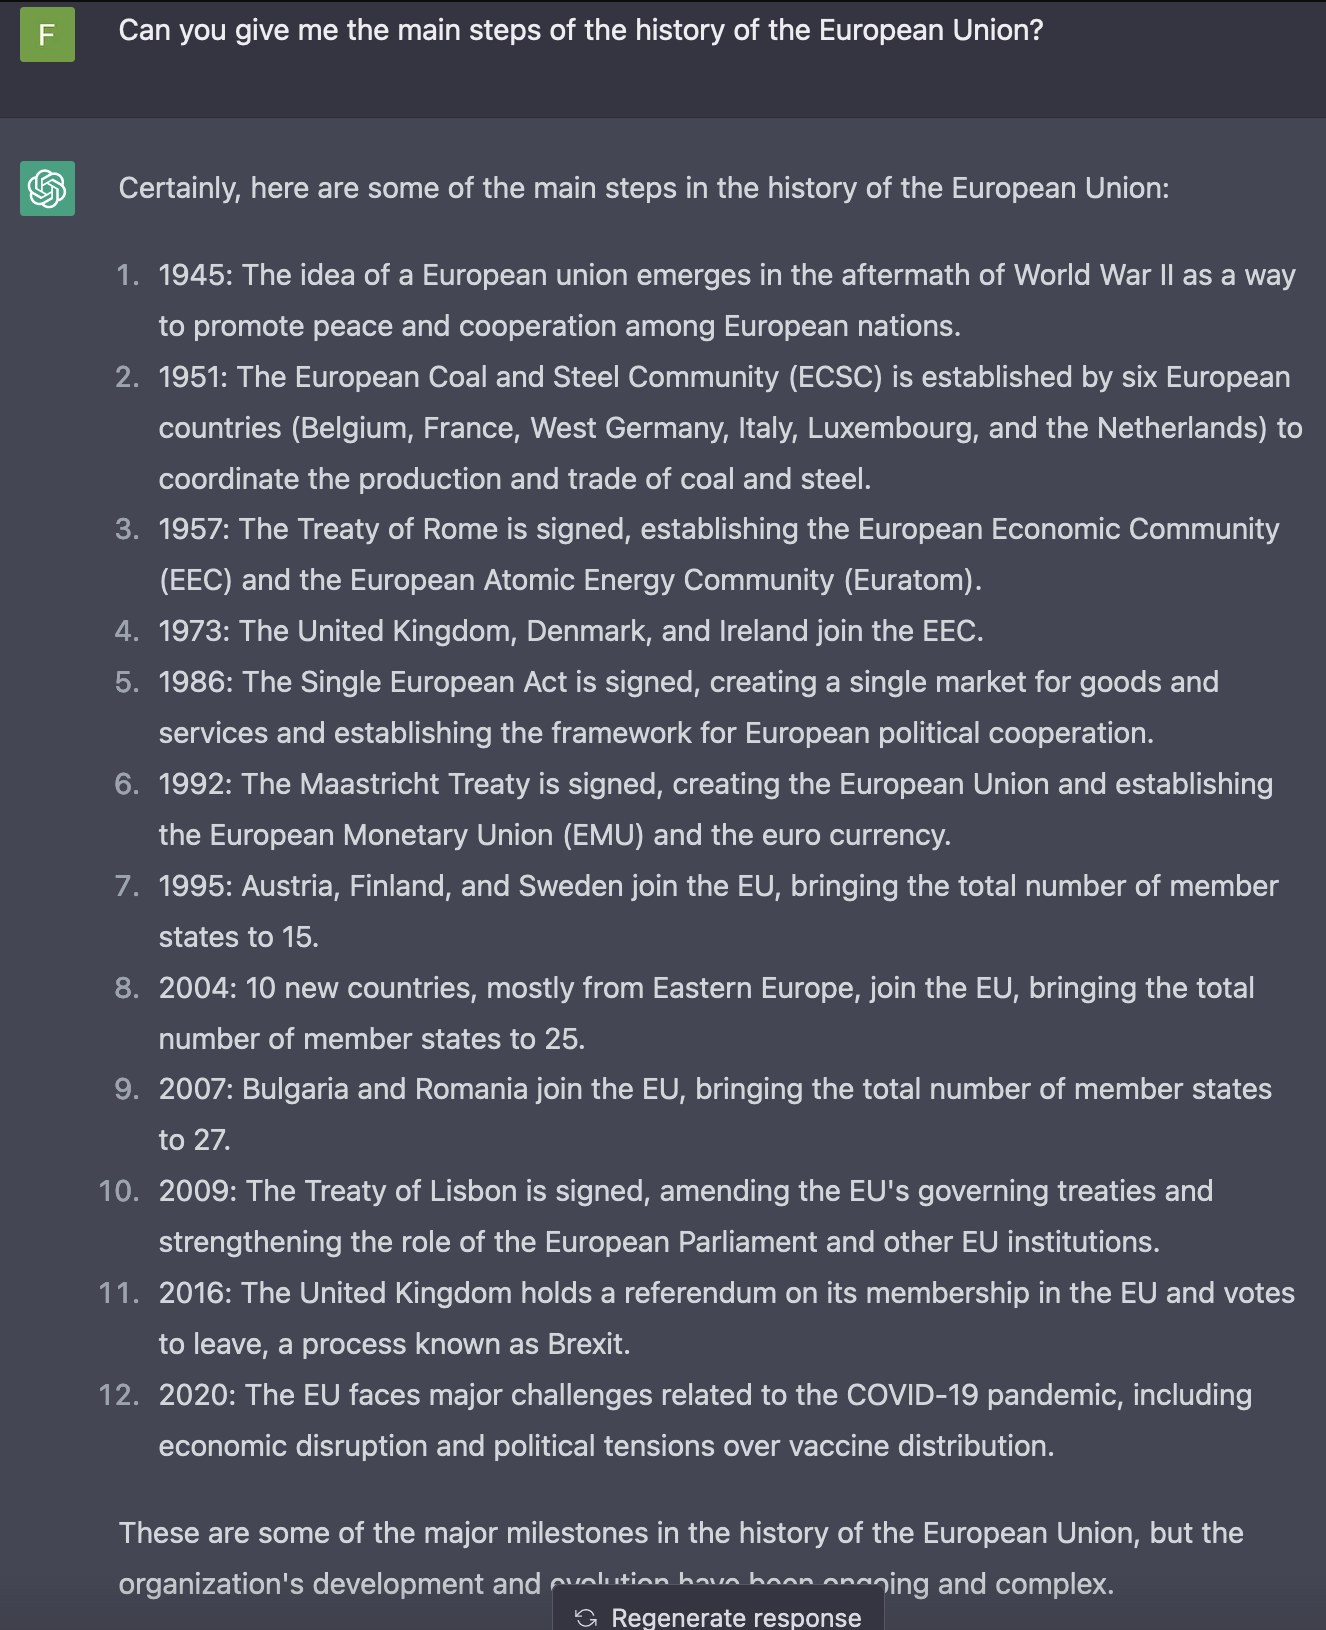 F
Can you give me the main steps of the history of the European Union?
Certainly, here are some of the main steps in the history of the European Union:
1. 1945: The idea of a European union emerges in the aftermath of World War II as a way
to promote peace and cooperation among European nations.
2. 1951: The European Coal and Steel Community (ECSC) is established by six European
countries (Belgium, France, West Germany, Italy, Luxembourg, and the Netherlands) to
coordinate the production and trade of coal and steel.
3. 1957: The Treaty of Rome is signed, establishing the European Economic Community
(EEC) and the European Atomic Energy Community (Euratom).
4. 1973: The United Kingdom, Denmark, and Ireland join the EEC.
5. 1986: The Single European Act is signed, creating a single market for goods and
services and establishing the framework for European political cooperation.
6. 1992: The Maastricht Treaty is signed, creating the European Union and establishing
the European Monetary Union (EMU) and the euro currency.
7. 1995: Austria, Finland, and Sweden join the EU, bringing the total number of member
states to 15.
8. 2004: 10 new countries, mostly from Eastern Europe, join the EU, bringing the total
number of member states to 25.
9. 2007: Bulgaria and Romania join the EU, bringing the total number of member states
to 27.
10. 2009: The Treaty of Lisbon is signed, amending the EU's governing treaties and
strengthening the role of the European Parliament and other EU institutions.
11. 2016: The United Kingdom holds a referendum on its membership in the EU and votes
to leave, a process known as Brexit.
12. 2020: The EU faces major challenges related to the COVID-19 pandemic, including
economic disruption and political tensions over vaccine distribution.
These are some of the major milestones in the history of the European Union, but the
organization's development and evolution have been ongoing and complex.
Regenerate response